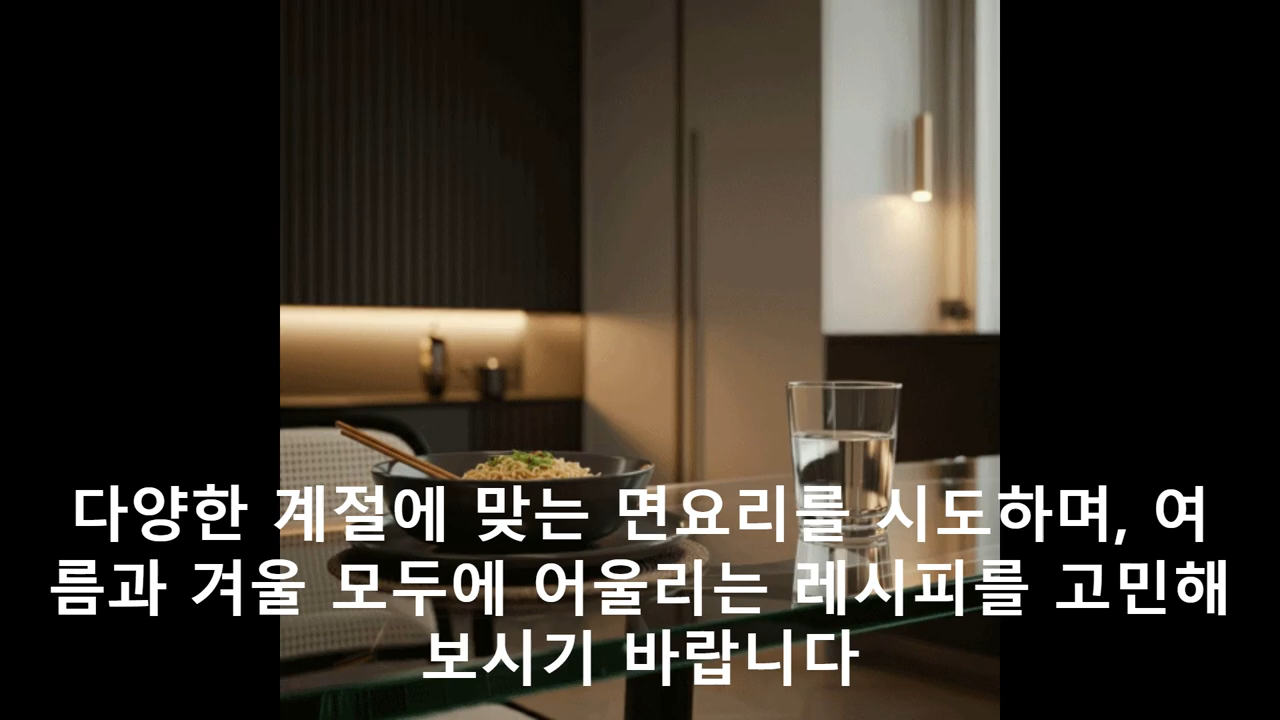 다양한 계절에 맞는 면요리를 시도하며, 여
름과 겨울 모두에 어울리는 레시피를 고민해
보시기 바랍니다